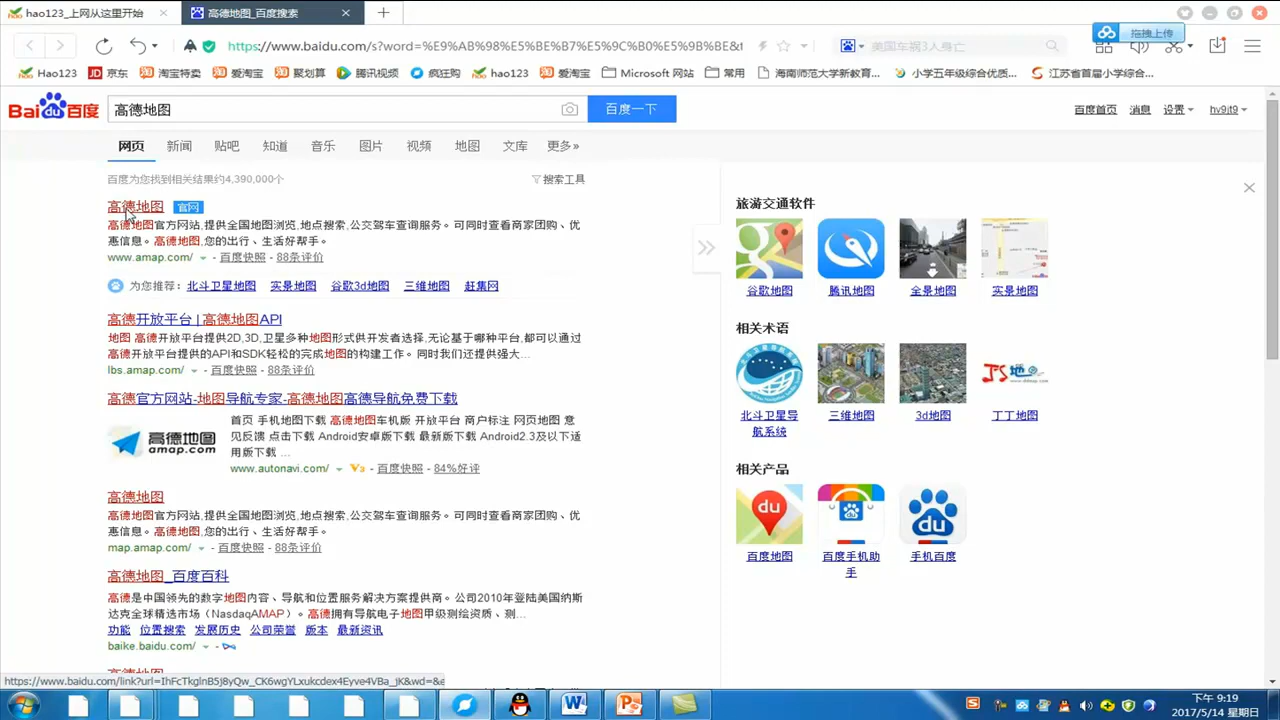 hao123_上网从这里开始
高德地图_百度搜索
https://www.baidu.com/s?word=%E9%AB%98%E5%BE%B7%E5%9C%B0%E5%9B%BE&t
美国车祸3人身亡
拖拽上传
Hao123
京东
淘宝特卖
爱淘宝
聚划算
腾讯视频
疯狂购
hao123
爱淘宝
Microsoft 网站
常用
海南师范大学新教育...
小学五年级综合优质...
江苏省首届小学综合...
Bai du 百度
高德地图
百度一下
百度首页
消息
设置
hv9jt9
网页
新闻
贴吧
知道
音乐
图片
视频
地图
文库
更多»
百度为您找到相关结果约4,390,000个
搜索工具
高德地图 官网
高德地图官方网站,提供全国地图浏览,地点搜索,公交驾车查询服务。可同时查看商家团购、优
惠信息。高德地图,您的出行、生活好帮手。
www.amap.com/ - 百度快照 - 88条评价
为您推荐: 北斗卫星地图 实景地图 谷歌3d地图 三维地图 赶集网
高德开放平台 | 高德地图API
地图 高德开放平台提供2D,3D,卫星多种地图形式供开发者选择,无论基于哪种平台,都可以通过
高德开放平台提供的API和SDK轻松的完成地图的构建工作。同时我们还提供强大...
lbs.amap.com/ - 百度快照 - 88条评价
高德官方网站-地图导航专家-高德地图高德导航免费下载
高德地图
amap.com
首页 手机地图下载 高德地图车机版 开放平台 商户标注 网页地图 意
见反馈 点击下载 Android安卓版下载 最新版下载 Android2.3及以下适
用版下载 ...
www.autonavi.com/ V3 - 百度快照 - 84%好评
高德地图
高德地图官方网站,提供全国地图浏览,地点搜索,公交驾车查询服务。可同时查看商家团购、优
惠信息。高德地图,您的出行、生活好帮手。
map.amap.com/ - 百度快照 - 88条评价
高德地图_百度百科
高德是中国领先的数字地图内容、导航和位置服务解决方案提供商。公司2010年登陆美国纳斯
达克全球精选市场（NasdaqAMAP）。高德拥有导航电子地图甲级测绘资质、测...
功能 位置搜索 发展历史 公司荣誉 版本 最新资讯
baike.baidu.com/
高德地图
旅游交通软件
谷歌地图
腾讯地图
全景地图
实景地图
相关术语
北斗卫星导
航系统
三维地图
3d地图
丁丁地图
相关产品
du
du
du
百度地图
百度手机助
手
手机百度
https://www.baidu.com/link?url=IhFcTkglnB5J8yQw_CK6wgYLxukcdex4Eyve4VBa_jK&wd=&e
下午 9:19
2017/5/14 星期日